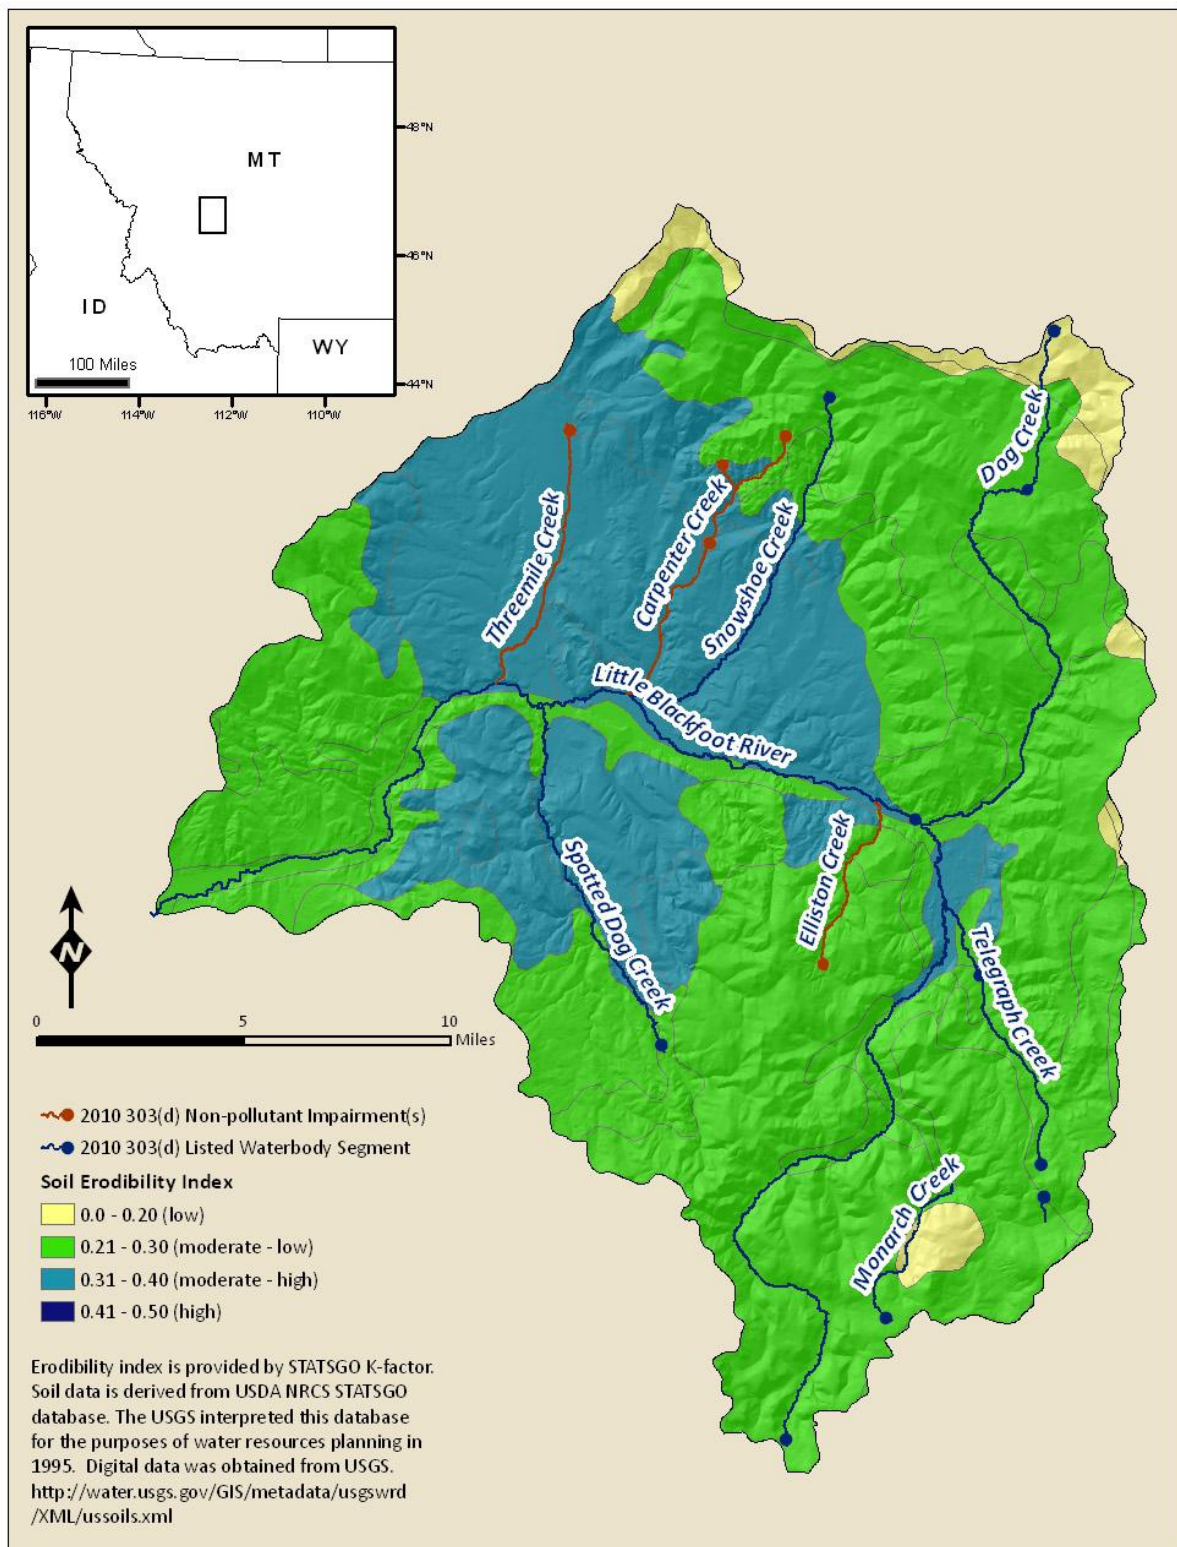 MT
ID
WY
100 Miles
48°N
46°N
44°N
116°W
114°W
112°W
110°W
Dog Creek
Threemile Creek
Carpenter Creek
Snowshoe Creek
Little Blackfoot River
Spotted Dog Creek
Elliston Creek
Telegraph Creek
Monarch Creek
N
0 5 10
Miles
2010 303(d) Non-pollutant Impairment(s)
2010 303(d) Listed Waterbody Segment
Soil Erodibility Index
0.0 - 0.20 (low)
0.21 - 0.30 (moderate - low)
0.31 - 0.40 (moderate - high)
0.41 - 0.50 (high)
Erodibility index is provided by STATSGO K-factor.
Soil data is derived from USDA NRCS STATSGO
database. The USGS interpreted this database
for the purposes of water resources planning in
1995. Digital data was obtained from USGS.
http://water.usgs.gov/GIS/metadata/usgswrd
/XML/ussoils.xml